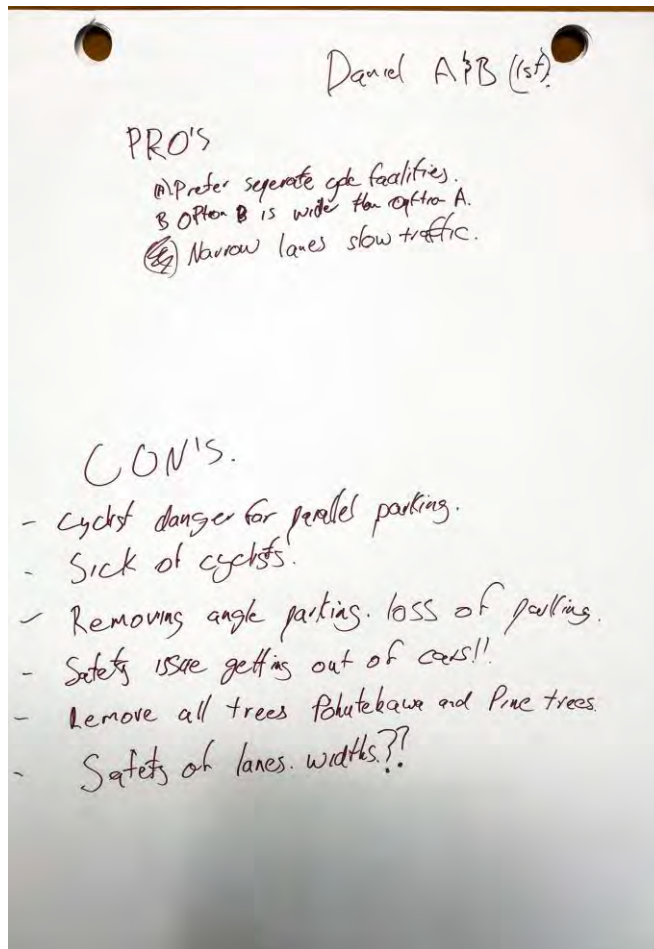 Daniel A&B (1st).
PRO'S
(A) Prefer seperate cycle facilities.
B Option B is wider than option A.
Narrow lanes slow traffic.
CON'S.
- Cyclist danger for parallel parking.
- Sick of cyclists!
- Removing angle parking. loss of parking.
- Safety issue getting out of cars!!
- Remove all trees Pohutekawa and Pine trees.
- Safety of lanes. widths??